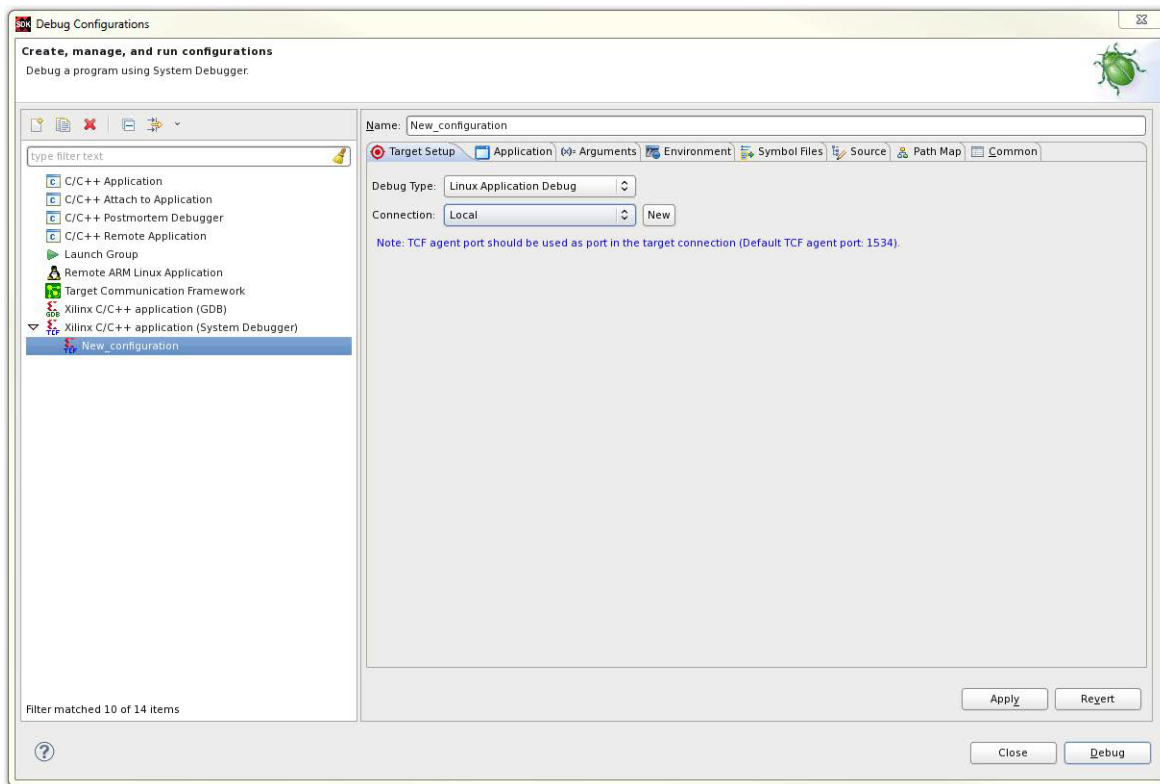 SDK Debug Configurations
Create, manage, and run configurations
Debug a program using System Debugger.
type filter text
C/C++ Application
C/C++ Attach to Application
C/C++ Postmortem Debugger
C/C++ Remote Application
Launch Group
Remote ARM Linux Application
Target Communication Framework
GDB Xilinx C/C++ application (GDB)
TCF Xilinx C/C++ application (System Debugger)
TCF New_configuration
Filter matched 10 of 14 items
Name: New_configuration
Target Setup Application (x)= Arguments Environment Symbol Files Source Path Map Common
Debug Type: Linux Application Debug
Connection: Local New
Note: TCF agent port should be used as port in the target connection (Default TCF agent port: 1534).
Apply Revert
? Close Debug